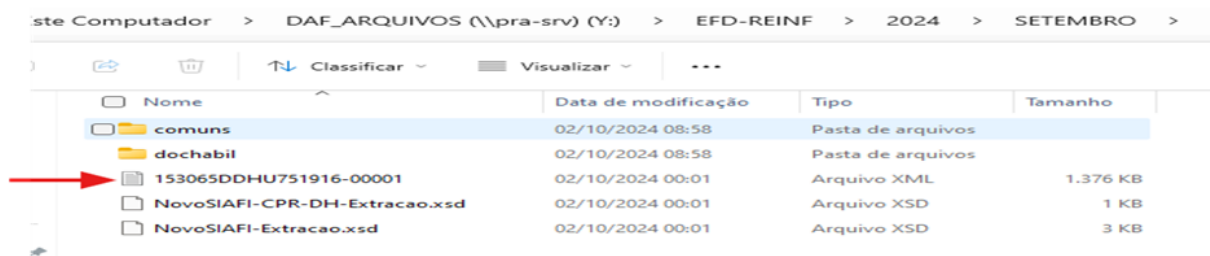 ste Computador > DAF_ARQUIVOS (\\pra-srv) (Y:) > EFD-REINF > 2024 > SETEMBRO >
Classificar Visualizar ...
Nome Data de modificação Tipo Tamanho
comuns 02/10/2024 08:58 Pasta de arquivos
dochabil 02/10/2024 08:58 Pasta de arquivos
153065DDHU751916-00001 02/10/2024 00:01 Arquivo XML 1.376 KB
NovoSIAFI-CPR-DH-Extracao.xsd 02/10/2024 00:01 Arquivo XSD 1 KB
NovoSIAFI-Extracao.xsd 02/10/2024 00:01 Arquivo XSD 3 KB